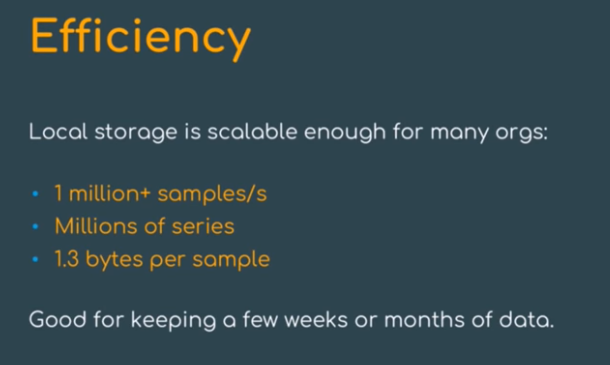 Efficiency
Local storage is scalable enough for many orgs:
• 1 million+ samples/s
• Millions of series
• 1.3 bytes per sample
Good for keeping a few weeks or months of data.